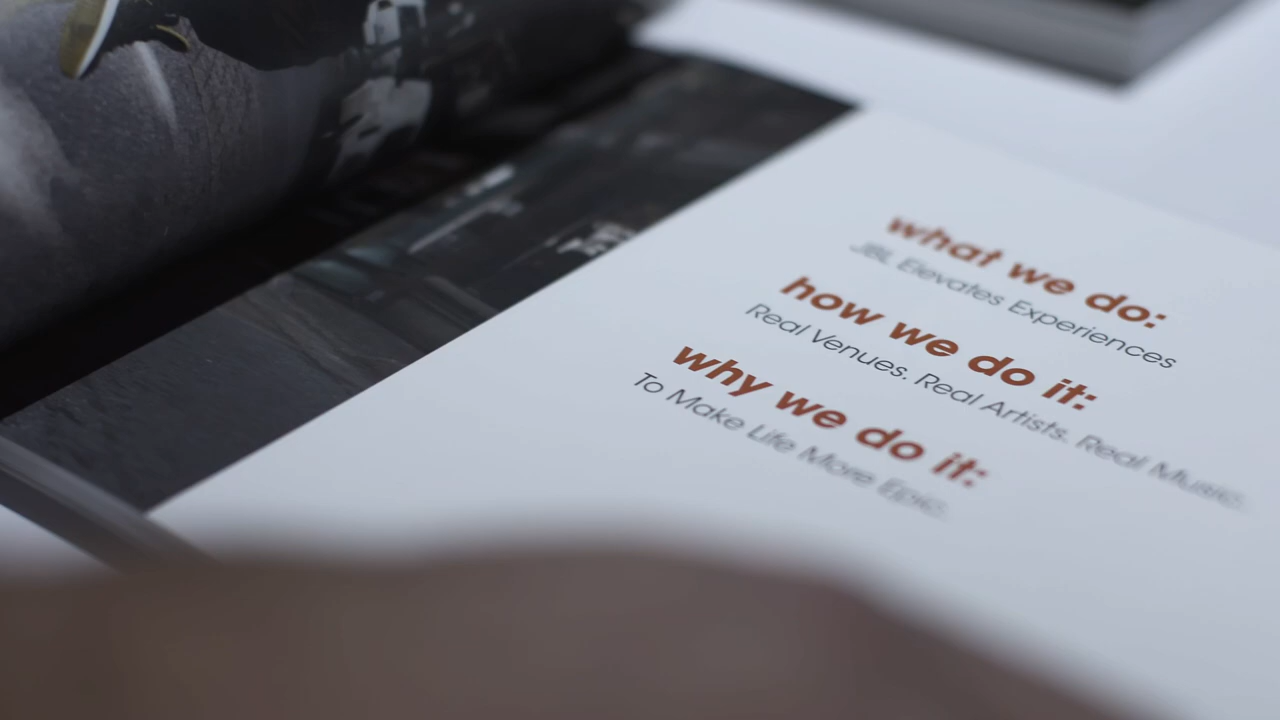 what we do:
JBL Elevates Experiences
how we do it:
Real Venues. Real Artists. Real Music.
why we do it:
To Make Life More Epic.